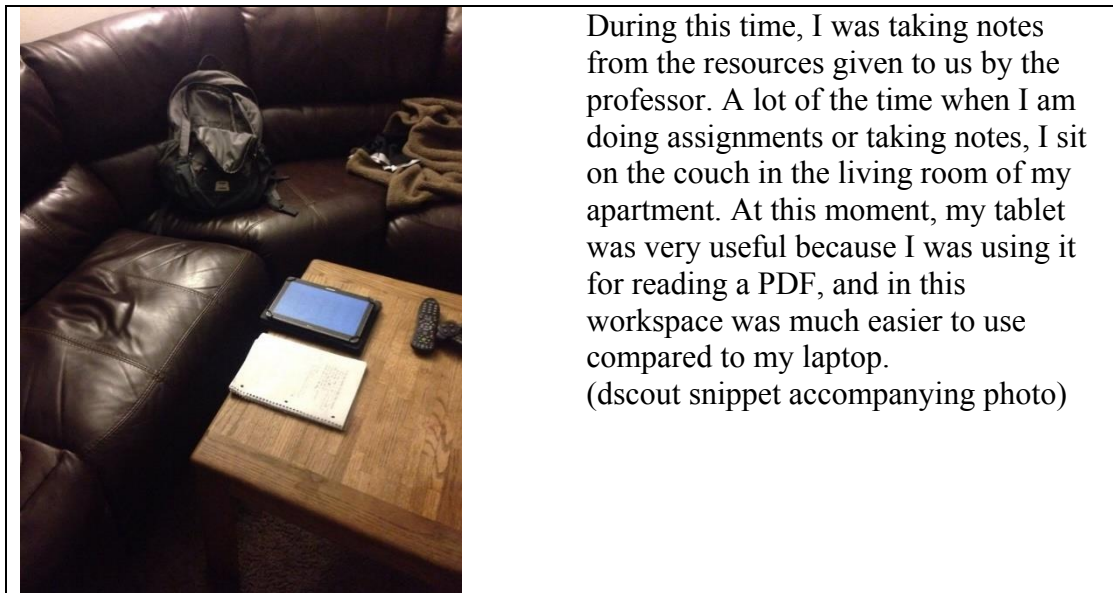 During this time, I was taking notes
from the resources given to us by the
professor. A lot of the time when I am
doing assignments or taking notes, I sit
on the couch in the living room of my
apartment. At this moment, my tablet
was very useful because I was using it
for reading a PDF, and in this
workspace was much easier to use
compared to my laptop.
(dscout snippet accompanying photo)